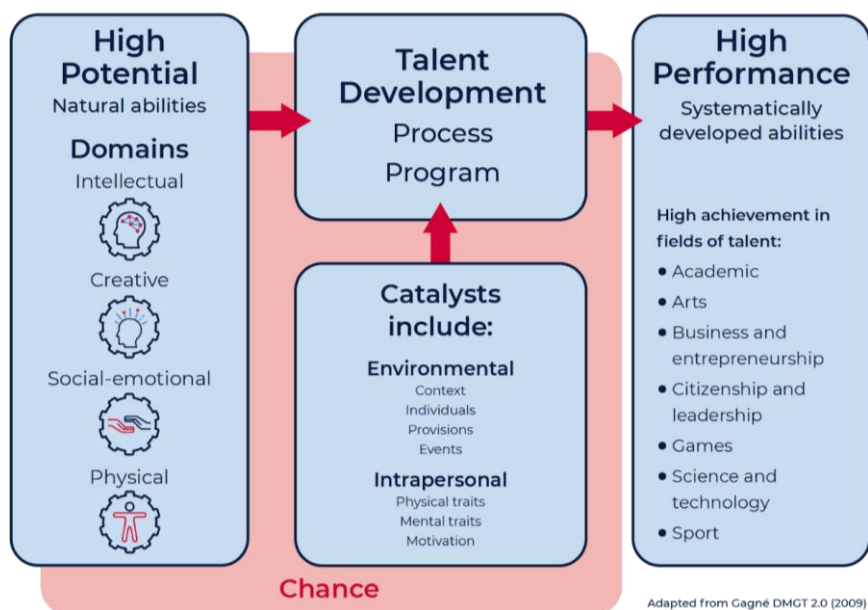 High
Potential
Natural abilities
Domains
Intellectual
Creative
Social-emotional
Physical
Talent
Development
Process
Program
Catalysts
include:
Environmental
Context
Individuals
Provisions
Events
Intrapersonal
Physical traits
Mental traits
Motivation
Chance
High
Performance
Systematically
developed abilities
High achievement in
fields of talent:
• Academic
• Arts
• Business and
entrepreneurship
• Citizenship and
leadership
• Games
• Science and
technology
• Sport
Adapted from Gagné DMGT 2.0 (2009)